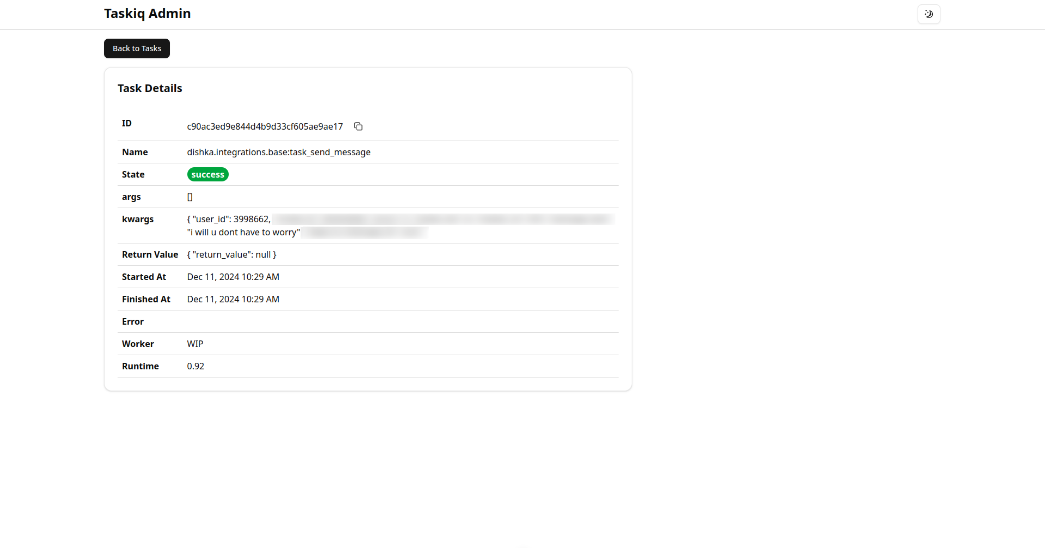 Taskiq Admin
Back to Tasks
Task Details
ID c90ac3ed9e844d4b9d33cf605ae9ae17
Name dishka.integrations.base:task_send_message
State success
args []
kwargs { "user_id": 3998662,
"i will u dont have to worry"
Return Value { "return_value": null }
Started At Dec 11, 2024 10:29 AM
Finished At Dec 11, 2024 10:29 AM
Error
Worker WIP
Runtime 0.92